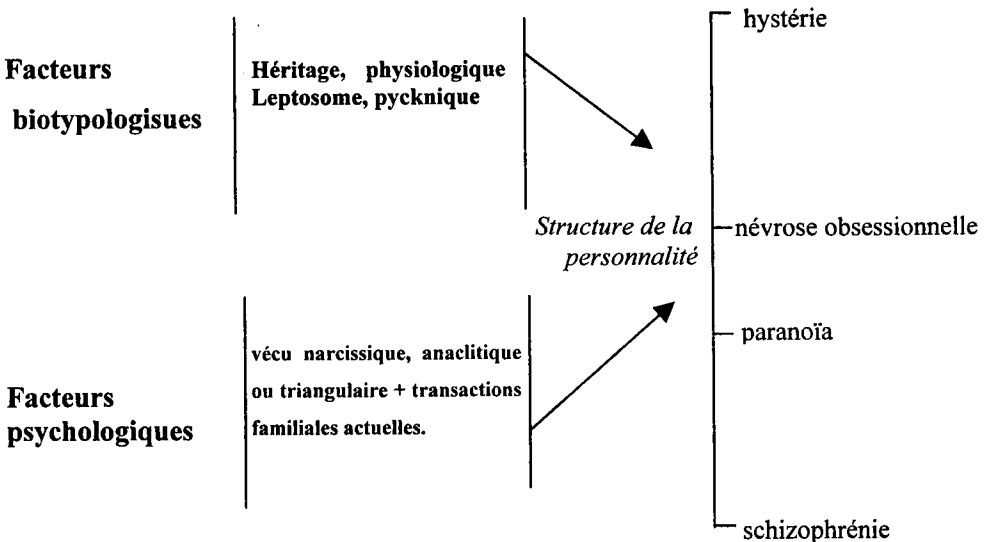 hystérie
Facteurs
biotypologisues
Héritage, physiologique
Leptosome, pycknique
Structure de la
personnalité
névrose obsessionnelle
paranoïa
Facteurs
psychologiques
vécu narcissique, anaclitique
ou triangulaire + transactions
familiales actuelles.
schizophrénie